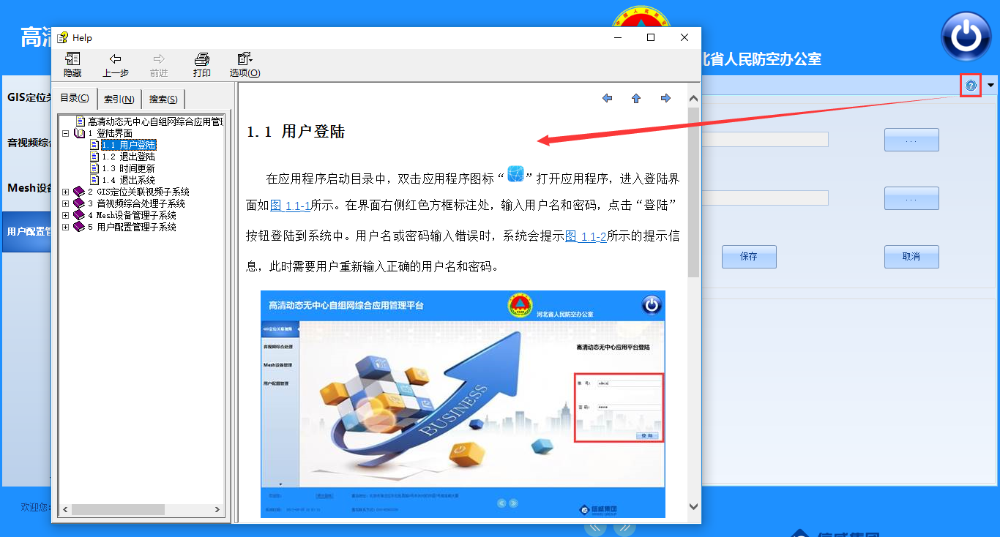 高清
河北省人民防空办公室
Help
隐藏
上一步
前进
打印
选项(O)
目录(C)
索引(N)
搜索(S)
高清动态无中心自组网综合应用管理
1 登陆界面
1.1 用户登陆
1.2 退出登陆
1.3 时间更新
1.4 退出系统
2 GIS定位关联视频子系统
3 音视频综合处理子系统
4 Mesh设备管理子系统
5 用户配置管理子系统
GIS定位关
音视频综合
Mesh设备
用户配置管
1.1 用户登陆
在应用程序启动目录中，双击应用程序图标“ ”打开应用程序，进入登陆界
面如图 1.1-1所示。在界面右侧红色方框标注处，输入用户名和密码，点击“登陆”
按钮登陆到系统中。用户名或密码输入错误时，系统会提示图 1.1-2所示的提示信
息，此时需要用户重新输入正确的用户名和密码。
高清动态无中心自组网综合应用管理平台
河北省人民防空办公室
GIS定位关联视频
音视频综合处理
Mesh设备管理
用户配置管理
高清动态无中心应用平台登陆
账 号:
admin
密 码:
*****
登 陆
BUSINESS
信威集团
...
...
保存
取消
欢迎您:
信威集团